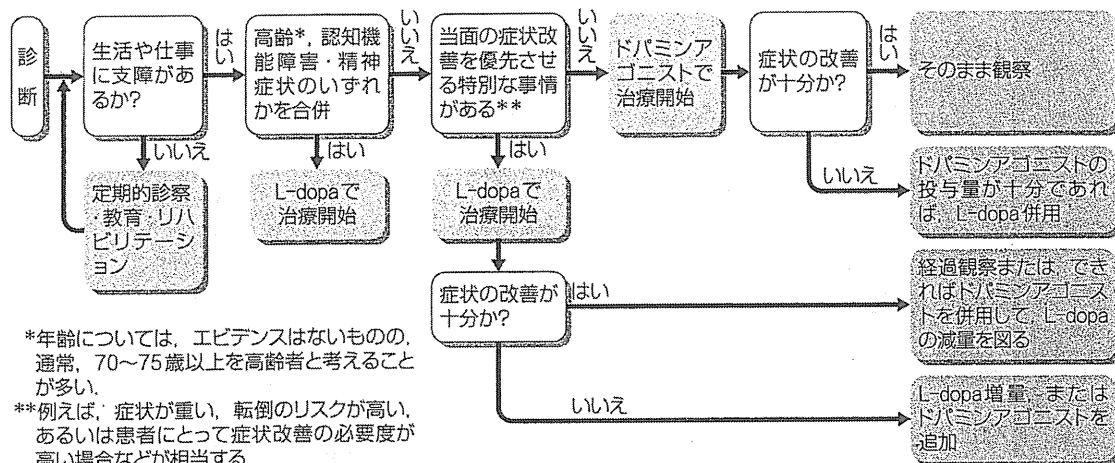 診断
生活や仕事
に支障があ
るか?
はい
いいえ
定期的診察
・教育・リハ
ビリテーシ
ョン
高齢*,認知機
能障害・精神
症状のいずれ
かを合併
いいえ
はい
L-dopaで
治療開始
当面の症状改
善を優先させ
る特別な事情
がある**
いいえ
はい
L-dopaで
治療開始
ドパミンア
ゴニストで
治療開始
症状の改善
が十分か?
はい
そのまま観察
いいえ
ドパミンアゴニストの
投与量が十分であれ
ば,L-dopa併用
症状の改善が
十分か?
はい
経過観察または,でき
ればドパミンアゴニス
トを併用して,L-dopa
の減量を図る
いいえ
L-dopa増量,または
ドパミンアゴニストを
追加
*年齢については,エビデンスはないものの,
通常,70〜75歳以上を高齢者と考えること
が多い.
**例えば,症状が重い,転倒のリスクが高い,
あるいは患者にとって症状改善の必要度が
高い場合などが相当する